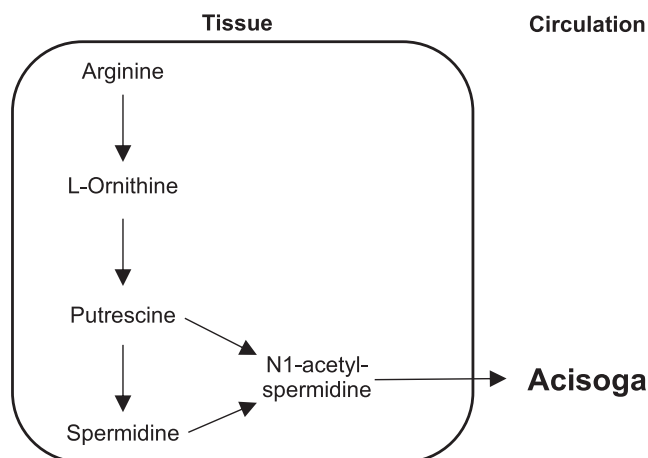 Tissue
Circulation
Arginine
L-Ornithine
Putrescine
N1-acetyl-
spermidine
Acisoga
Spermidine